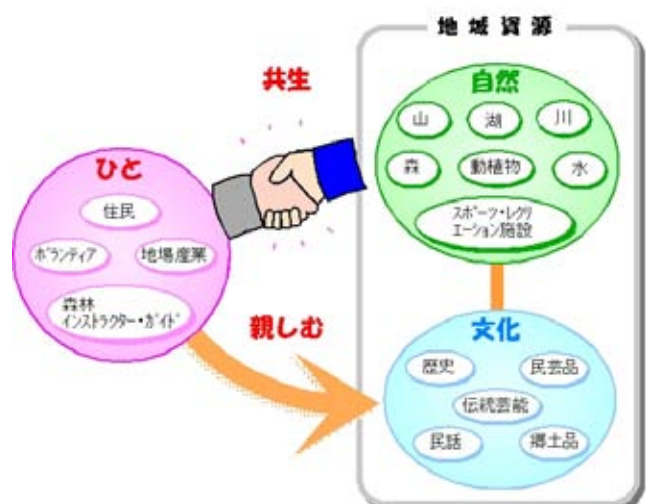 地域資源
共生
自然
山
湖
川
森
動植物
水
スポーツ・レクリ
エーション施設
ひと
住民
ボランティア
地場産業
森林
インストラクター・ガイド
親しむ
文化
歴史
民芸品
伝統芸能
民話
郷土品